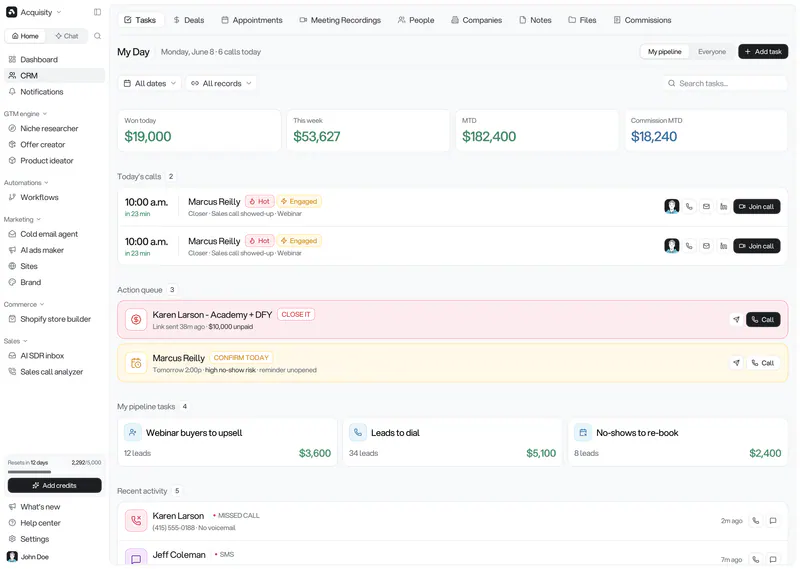 Acquisity
Home
Chat
Dashboard
CRM
Notifications
GTM engine
Niche researcher
Offer creator
Product ideator
Automations
Workflows
Marketing
Cold email agent
AI ads maker
Sites
Brand
Commerce
Shopify store builder
Sales
AI SDR inbox
Sales call analyzer
Resets in 12 days 2,292/5,000
Add credits
What's new
Help center
Settings
John Doe
Tasks Deals Appointments Meeting Recordings People Companies Notes Files Commissions
My Day Monday, June 8 · 6 calls today
My pipeline Everyone + Add task
All dates All records Search tasks...
Won today
$19,000
This week
$53,627
MTD
$182,400
Commission MTD
$18,240
Today's calls 2
10:00 a.m.
in 23 min
Marcus Reilly Hot Engaged
Closer · Sales call showed-up · Webinar
Join call
10:00 a.m.
in 23 min
Marcus Reilly Hot Engaged
Closer · Sales call showed-up · Webinar
Join call
Action queue 3
Karen Larson - Academy + DFY CLOSE IT
Link sent 38m ago · $10,000 unpaid
Call
Marcus Reilly CONFIRM TODAY
Tomorrow 2:00p · high no-show risk · reminder unopened
Call
My pipeline tasks 4
Webinar buyers to upsell
12 leads $3,600
Leads to dial
34 leads $5,100
No-shows to re-book
8 leads $2,400
Recent activity 5
Karen Larson • MISSED CALL
(415) 555-0188 · No voicemail
2m ago
Jeff Coleman • SMS
7m ago